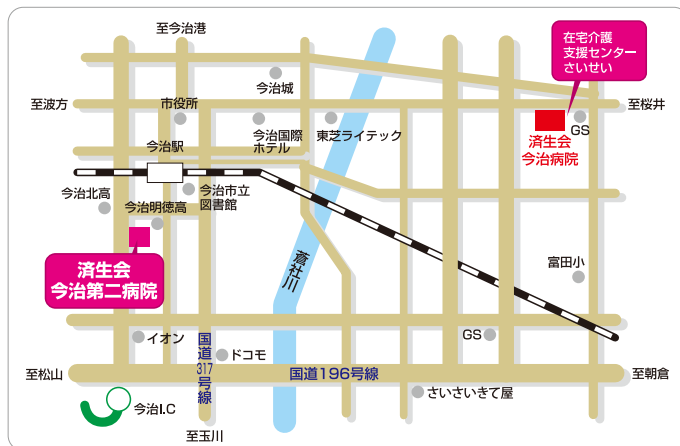 至今治港
在宅介護
支援センター
さいせい
今治城
至波方
市役所
至桜井
今治国際
ホテル
東芝ライテック
GS
済生会
今治病院
今治駅
今治北高
今治市立
図書館
今治明徳高
済生会
今治第二病院
蒼社川
富田小
イオン
国道317号線
ドコモ
GS
至松山
国道196号線
至朝倉
今治I.C
さいさいきて屋
至玉川